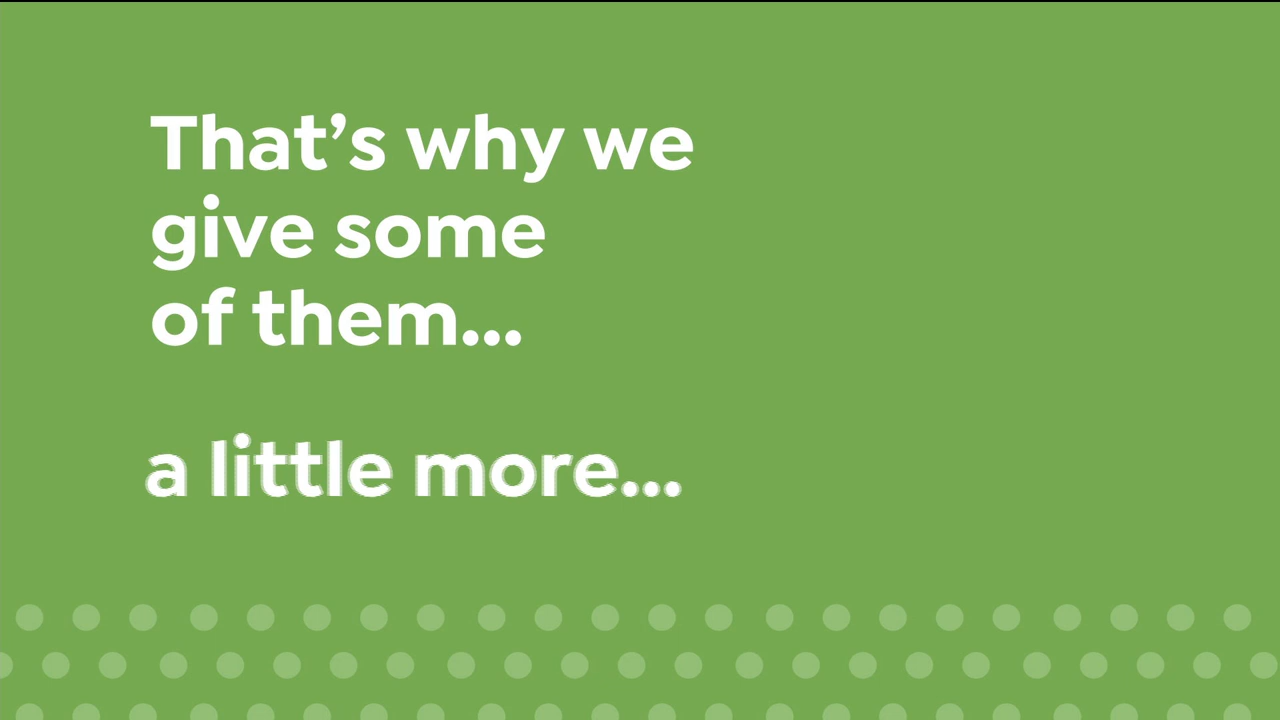 That’s why we
give some
of them...
a little more...